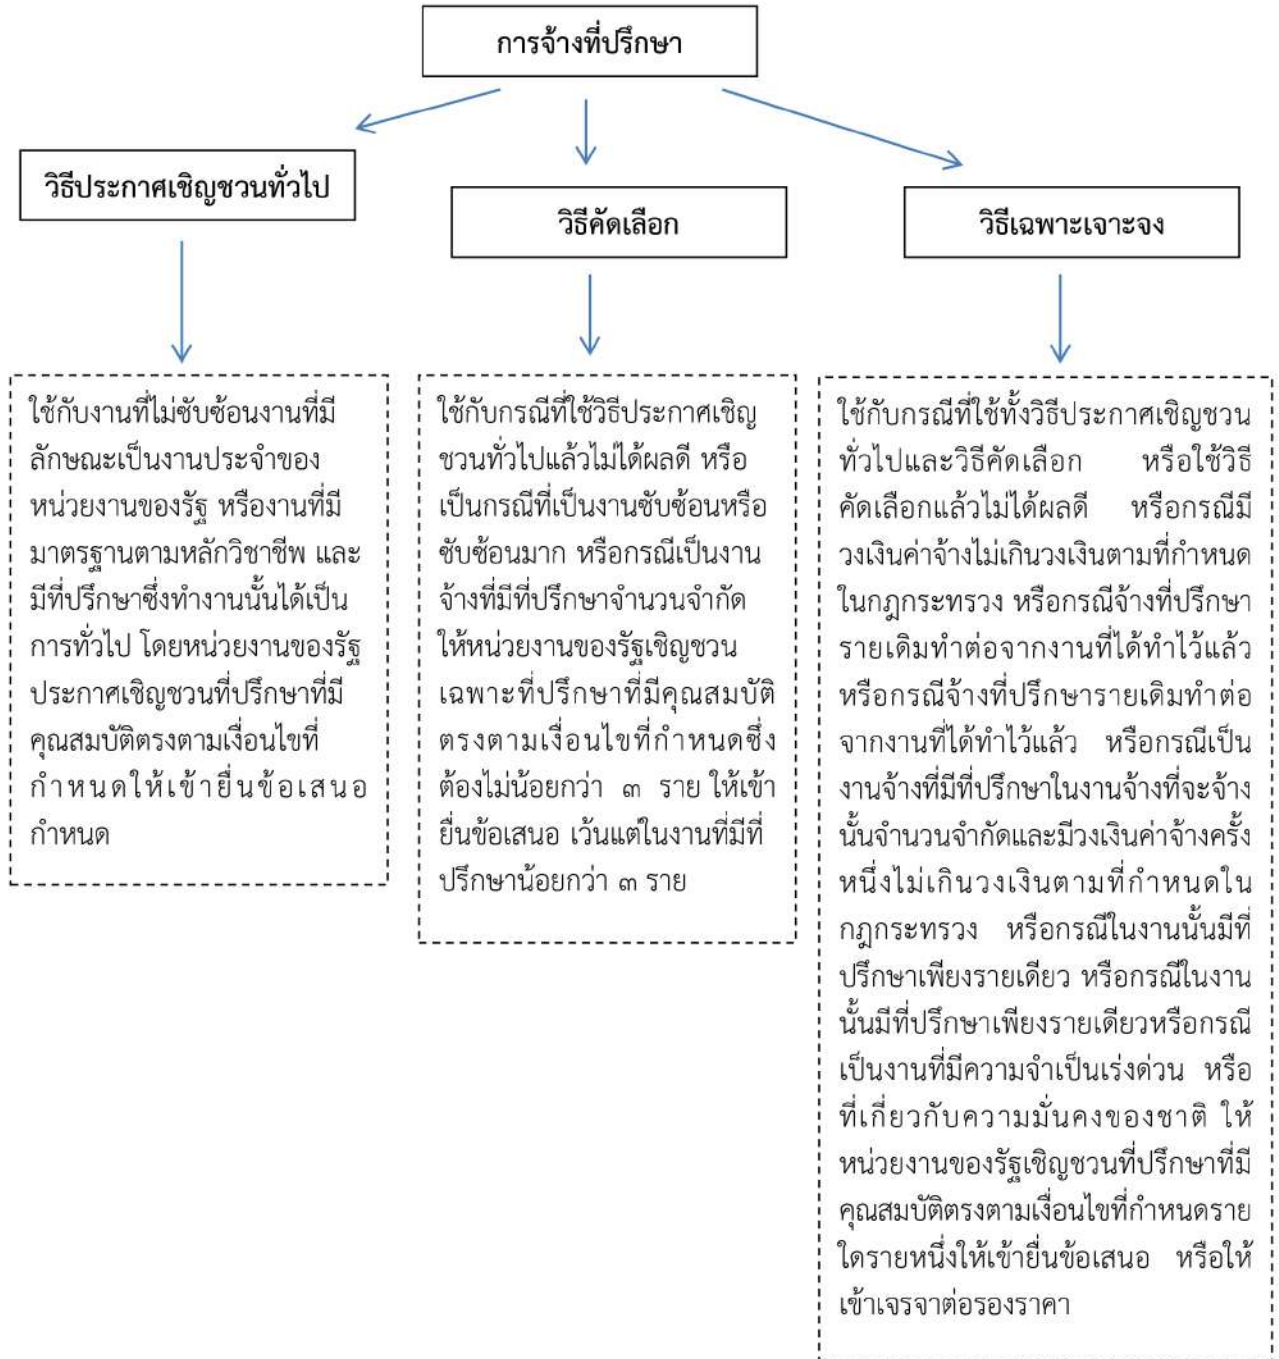 การจ้างที่ปรึกษา
วิธีประกาศเชิญชวนทั่วไป
วิธีคัดเลือก
วิธีเฉพาะเจาะจง
ใช้กับงานที่ไม่ซับซ้อนงานที่มี
ลักษณะเป็นงานประจำของ
หน่วยงานของรัฐ หรืองานที่มี
มาตรฐานตามหลักวิชาชีพ และ
มีที่ปรึกษาซึ่งทำงานนั้นได้เป็น
การทั่วไป โดยหน่วยงานของรัฐ
ประกาศเชิญชวนที่ปรึกษาที่มี
คุณสมบัติตรงตามเงื่อนไขที่
กำหนดให้เข้ายื่นข้อเสนอ
กำหนด
ใช้กับกรณีที่ใช้วิธีประกาศเชิญ
ชวนทั่วไปแล้วไม่ได้ผลดี หรือ
เป็นกรณีที่เป็นงานซับซ้อนหรือ
ซับซ้อนมาก หรือกรณีเป็นงาน
จ้างที่มีที่ปรึกษาจำนวนจำกัด
ให้หน่วยงานของรัฐเชิญชวน
เฉพาะที่ปรึกษาที่มีคุณสมบัติ
ตรงตามเงื่อนไขที่กำหนดซึ่ง
ต้องไม่น้อยกว่า ๓ ราย ให้เข้า
ยื่นข้อเสนอ เว้นแต่ในงานที่มีที่
ปรึกษาน้อยกว่า ๓ ราย
ใช้กับกรณีที่ใช้ทั้งวิธีประกาศเชิญชวน
ทั่วไปและวิธีคัดเลือก หรือใช้วิธี
คัดเลือกแล้วไม่ได้ผลดี หรือกรณีมี
วงเงินค่าจ้างไม่เกินวงเงินตามที่กำหนด
ในกฎกระทรวง หรือกรณีจ้างที่ปรึกษา
รายเดิมทำต่อจากงานที่ได้ทำไว้แล้ว
หรือกรณีจ้างที่ปรึกษารายเดิมทำต่อ
จากงานที่ได้ทำไว้แล้ว หรือกรณีเป็น
งานจ้างที่มีที่ปรึกษาในงานจ้างที่จะจ้าง
นั้นจำนวนจำกัดและมีวงเงินค่าจ้างครั้ง
หนึ่งไม่เกินวงเงินตามที่กำหนดใน
กฎกระทรวง หรือกรณีในงานนั้นมีที่
ปรึกษาเพียงรายเดียว หรือกรณีในงาน
นั้นมีที่ปรึกษาเพียงรายเดียวหรือกรณี
เป็นงานที่มีความจำเป็นเร่งด่วน หรือ
ที่เกี่ยวกับความมั่นคงของชาติ ให้
หน่วยงานของรัฐเชิญชวนที่ปรึกษาที่มี
คุณสมบัติตรงตามเงื่อนไขที่กำหนดราย
ใดรายหนึ่งให้เข้ายื่นข้อเสนอ หรือให้
เข้าเจรจาต่อรองราคา